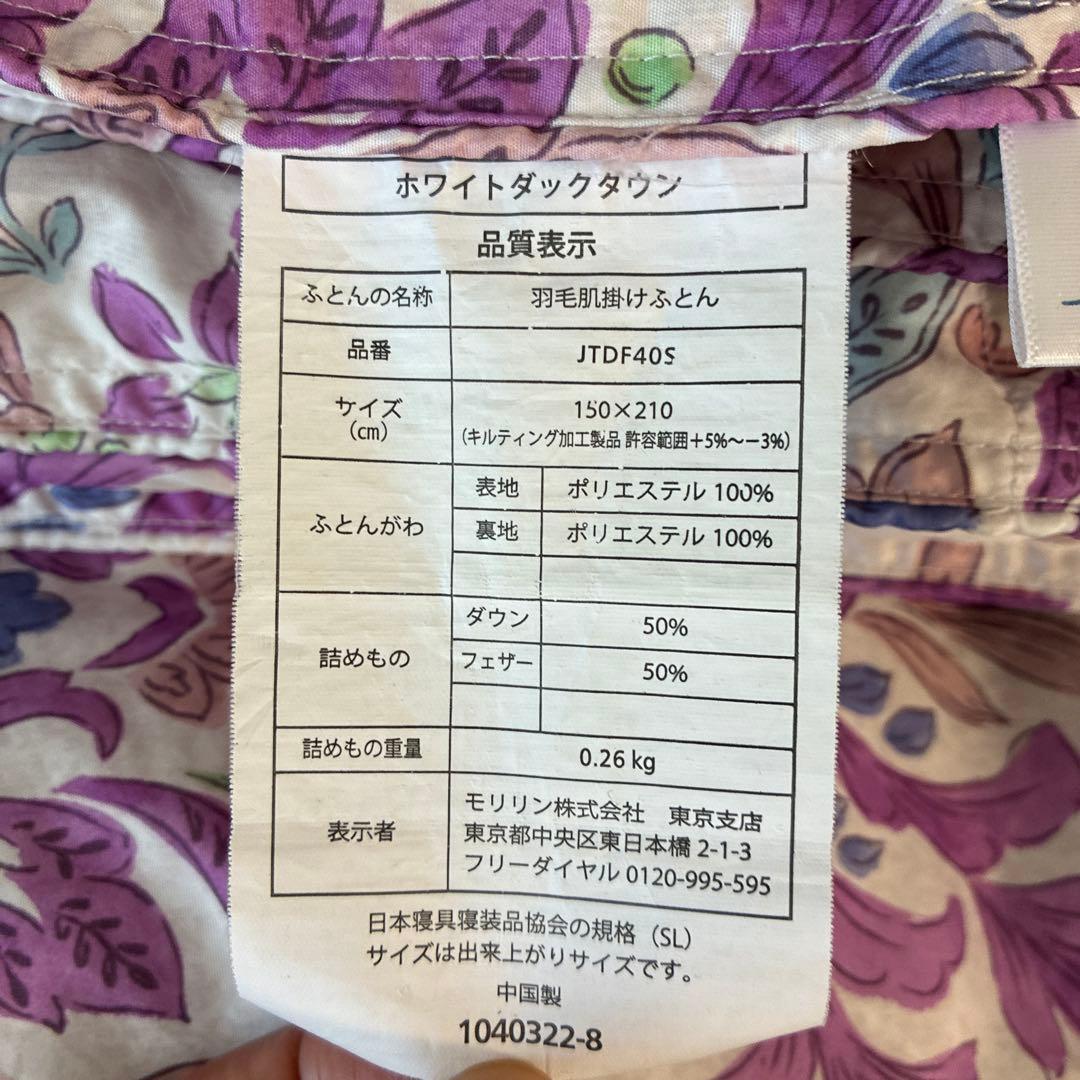 ホワイトダックダウン
品質表示
ふとんの名称 羽毛肌掛けふとん
品番 JTDF40S
サイズ
(cm)
150×210
(キルティング加工製品 許容範囲+5%〜−3%)
ふとんがわ
表地 ポリエステル 100%
裏地 ポリエステル 100%
詰めもの
ダウン 50%
フェザー 50%
詰めもの重量 0.26 kg
表示者
モリリン株式会社 東京支店
東京都中央区東日本橋 2-1-3
フリーダイヤル 0120-995-595
日本寝具寝装品協会の規格（SL）
サイズは出来上がりサイズです。
中国製
1040322-8